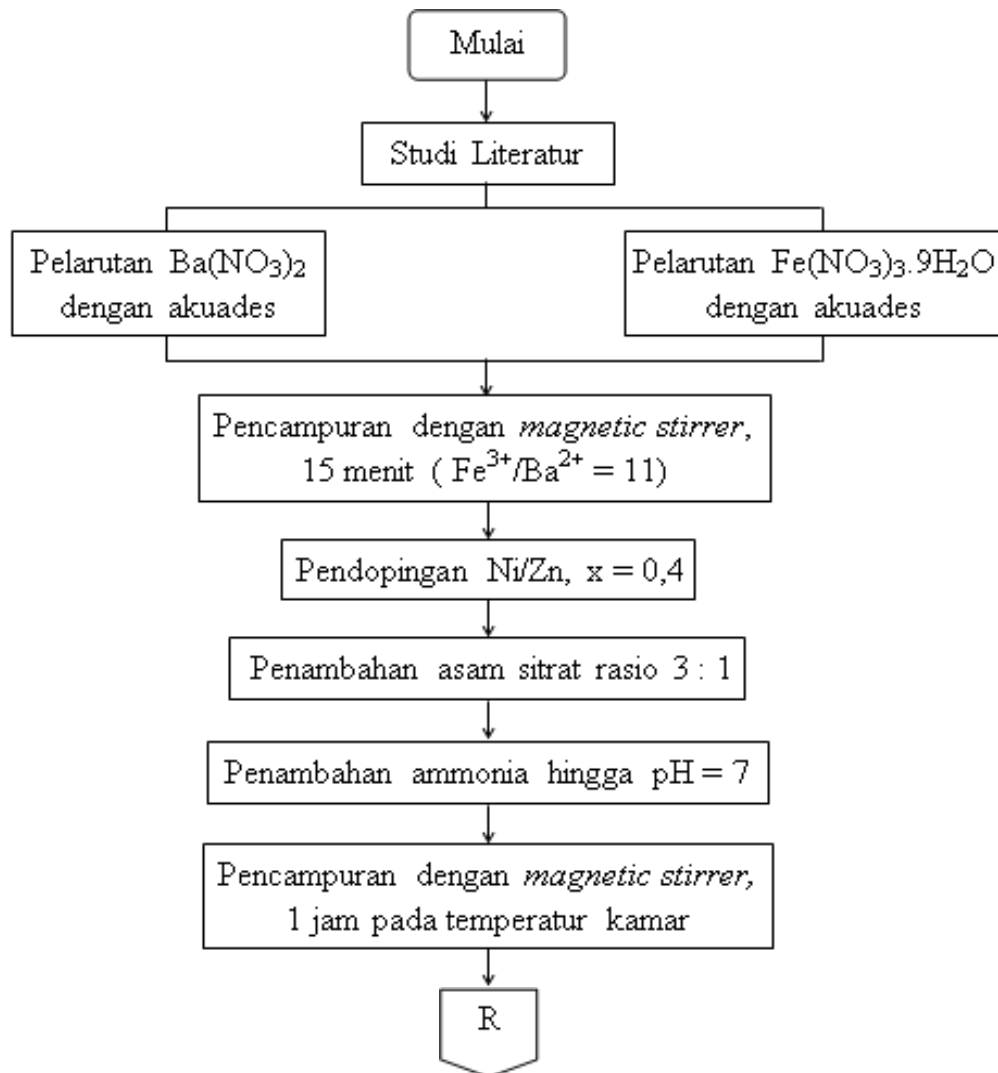 Mulai
Studi Literatur
Pelarutan Ba(NO₃)₂
dengan akuades
Pelarutan Fe(NO₃)₃.9H₂O
dengan akuades
Pencampuran dengan magnetic stirrer,
15 menit ( Fe³⁺/Ba²⁺ = 11)
Pendopingan Ni/Zn, x = 0,4
Penambahan asam sitrat rasio 3 : 1
Penambahan ammonia hingga pH = 7
Pencampuran dengan magnetic stirrer,
1 jam pada temperatur kamar
R